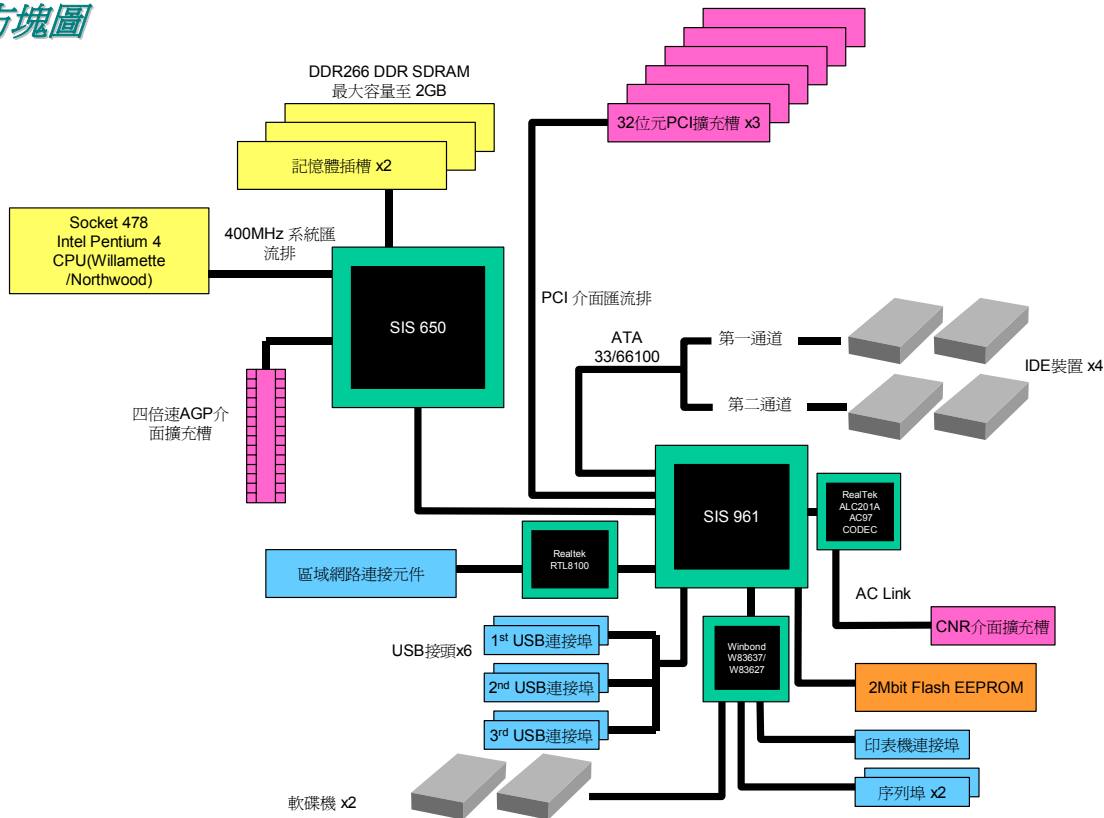 方塊圖
DDR266 DDR SDRAM
最大容量至 2GB
32位元PCI擴充槽 x3
記憶體插槽 x2
Socket 478
Intel Pentium 4
CPU(Willamette
/Northwood)
400MHz 系統匯
流排
SIS 650
PCI 介面匯流排
ATA
33/66100
第一通道
第二通道
IDE裝置 x4
四倍速AGP介
面擴充槽
SIS 961
RealTek
ALC201A
AC97
CODEC
Realtek
RTL8100
區域網路連接元件
AC Link
CNR介面擴充槽
USB接頭x6
1st USB連接埠
2nd USB連接埠
3rd USB連接埠
Winbond
W83637/
W83627
2Mbit Flash EEPROM
印表機連接埠
序列埠 x2
軟碟機 x2